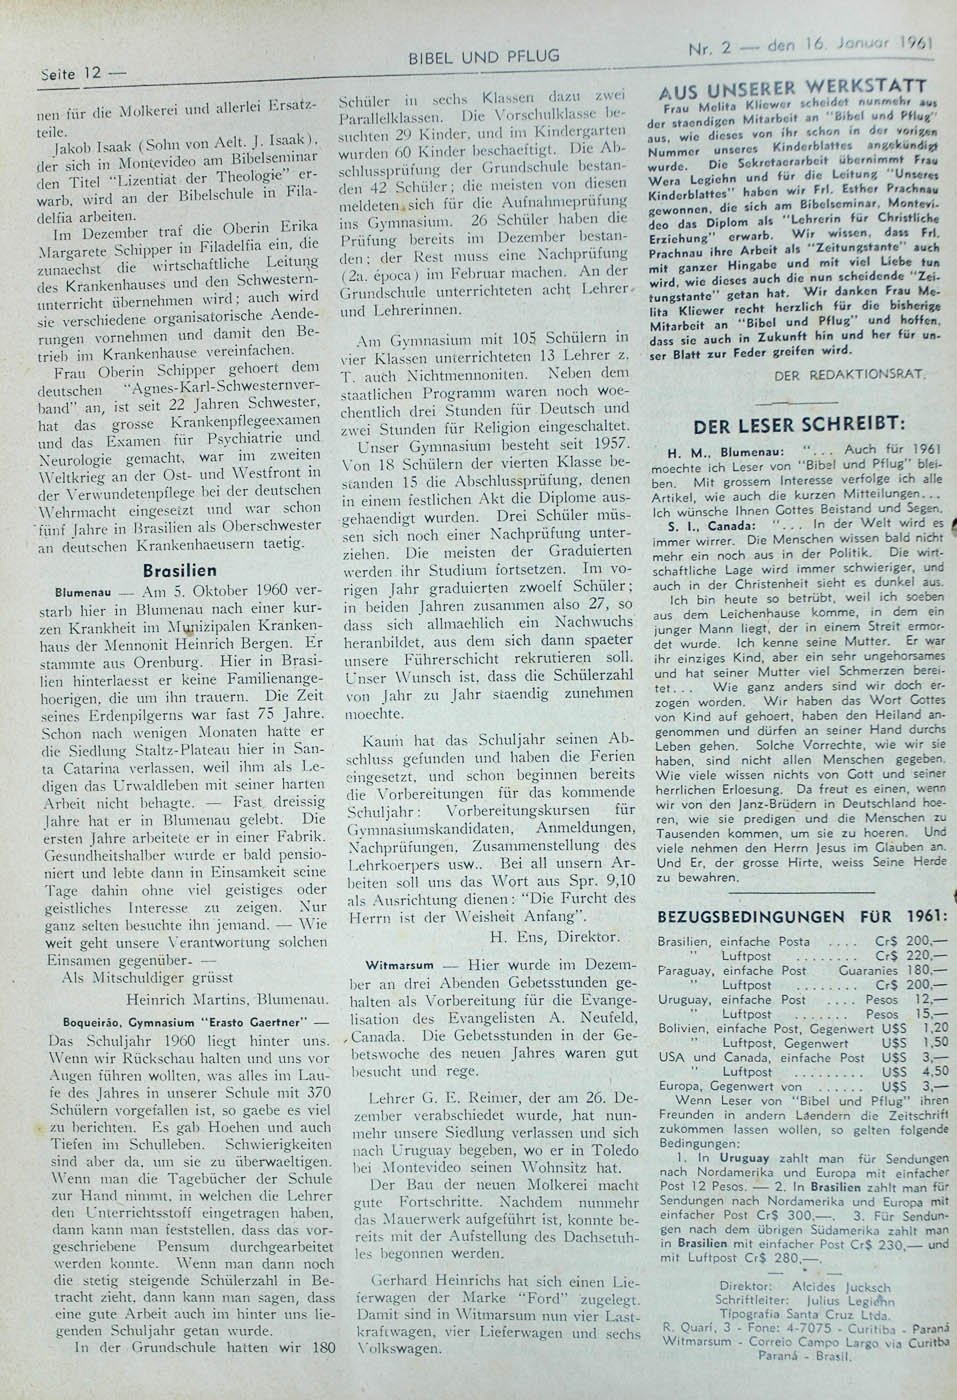 Seite 12 —
BIBEL UND PFLUG
Nr. 2 — den 16. Januar 1961
nen für die Molkerei und allerlei Ersatz-
teile.
Jakob Isaak (Sohn von Aelt. J. Isaak),
der sich in Montevideo am Bibelseminar
den Titel "Lizentiat der Theologie" er-
warb, wird an der Bibelschule in Fila-
delfia arbeiten.
Im Dezember traf die Oberin Erika
Margarete Schipper in Filadelfia ein, die
zunaechst die wirtschaftliche Leitung
des Krankenhauses und den Schwestern-
unterricht übernehmen wird; auch wird
sie verschiedene organisatorische Aende-
rungen vornehmen und damit den Be-
trieb im Krankenhause vereinfachen.
Frau Oberin Schipper gehoert dem
deutschen "Agnes-Karl-Schwesternver-
band" an, ist seit 22 Jahren Schwester,
hat das grosse Krankenpflegeexamen
und das Examen für Psychiatrie und
Neurologie gemacht, war im zweiten
Weltkrieg an der Ost- und Westfront in
der Verwundetenpflege bei der deutschen
Wehrmacht eingesetzt und war schon
fünf Jahre in Brasilien als Oberschwester
an deutschen Krankenhaeusern taetig.
Brasilien
Blumenau — Am 5. Oktober 1960 ver-
starb hier in Blumenau nach einer kur-
zen Krankheit im Munizipalen Kranken-
haus der Mennonit Heinrich Bergen. Er
stammte aus Orenburg. Hier in Brasi-
lien hinterlaesst er keine Familienange-
hoerigen, die um ihn trauern. Die Zeit
seines Erdenpilgerns war fast 75 Jahre.
Schon nach wenigen Monaten hatte er
die Siedlung Staltz-Plateau hier in San-
ta Catarina verlassen, weil ihm als Le-
digen das Urwaldleben mit seiner harten
Arbeit nicht behagte. — Fast dreissig
Jahre hat er in Blumenau gelebt. Die
ersten Jahre arbeitete er in einer Fabrik.
Gesundheitshalber wurde er bald pensio-
niert und lebte dann in Einsamkeit seine
Tage dahin ohne viel geistiges oder
geistliches Interesse zu zeigen. Nur
ganz selten besuchte ihn jemand. — Wie
weit geht unsere Verantwortung solchen
Einsamen gegenüber. —
Als Mitschuldiger grüsst
Heinrich Martins, Blumenau.
Boqueirão, Gymnasium "Erasto Gaertner" —
Das Schuljahr 1960 liegt hinter uns.
Wenn wir Rückschau halten und uns vor
Augen führen wollten, was alles im Lau-
fe des Jahres in unserer Schule mit 370
Schülern vorgefallen ist, so gaebe es viel
zu berichten. Es gab Hoehen und auch
Tiefen im Schulleben. Schwierigkeiten
sind aber da, um sie zu überwaeltigen.
Wenn man die Tagebücher der Schule
zur Hand nimmt, in welchen die Lehrer
den Unterrichtsstoff eingetragen haben,
dann kann man feststellen, dass das vor-
geschriebene Pensum durchgearbeitet
werden konnte. Wenn man dann noch
die stetig steigende Schülerzahl in Be-
tracht zieht, dann kann man sagen, dass
eine gute Arbeit auch im hinter uns lie-
genden Schuljahr getan wurde.
In der Grundschule hatten wir 180
Schüler in sechs Klassen dazu zwei
Parallelklassen. Die Vorschulklasse be-
suchten 29 Kinder, und im Kindergarten
wurden 60 Kinder beschaeftigt. Die Ab-
schlussprüfung der Grundschule bestan-
den 42 Schüler; die meisten von diesen
meldeten sich für die Aufnahmeprüfung
ins Gymnasium. 26 Schüler haben die
Prüfung bereits im Dezember bestan-
den; der Rest muss eine Nachprüfung
(2a. época) im Februar machen. An der
Grundschule unterrichteten acht Lehrer
und Lehrerinnen.
Am Gymnasium mit 105 Schülern in
vier Klassen unterrichteten 13 Lehrer z.
T. auch Nichtmennoniten. Neben dem
staatlichen Programm waren noch woe-
chentlich drei Stunden für Deutsch und
zwei Stunden für Religion eingeschaltet.
Unser Gymnasium besteht seit 1957.
Von 18 Schülern der vierten Klasse be-
standen 15 die Abschlussprüfung, denen
in einem festlichen Akt die Diplome aus-
gehaendigt wurden. Drei Schüler müs-
sen sich noch einer Nachprüfung unter-
ziehen. Die meisten der Graduierten
werden ihr Studium fortsetzen. Im vo-
rigen Jahr graduierten zwoelf Schüler;
in beiden Jahren zusammen also 27, so
dass sich allmaehlich ein Nachwuchs
heranbildet, aus dem sich dann spaeter
unsere Führerschicht rekrutieren soll.
Unser Wunsch ist, dass die Schülerzahl
von Jahr zu Jahr staendig zunehmen
moechte.
Kaum hat das Schuljahr seinen Ab-
schluss gefunden und haben die Ferien
eingesetzt, und schon beginnen bereits
die Vorbereitungen für das kommende
Schuljahr: Vorbereitungskursen für
Gymnasiumskandidaten, Anmeldungen,
Nachprüfungen, Zusammenstellung des
Lehrkoerpers usw.. Bei all unsern Ar-
beiten soll uns das Wort aus Spr. 9,10
als Ausrichtung dienen: "Die Furcht des
Herrn ist der Weisheit Anfang".
H. Ens, Direktor.
Witmarsum — Hier wurde im Dezem-
ber an drei Abenden Gebetsstunden ge-
halten als Vorbereitung für die Evange-
lisation des Evangelisten A. Neufeld,
Canada. Die Gebetsstunden in der Ge-
betswoche des neuen Jahres waren gut
besucht und rege.
Lehrer G. E. Reimer, der am 26. De-
zember verabschiedet wurde, hat nun-
mehr unsere Siedlung verlassen und sich
nach Uruguay begeben, wo er in Toledo
bei Montevideo seinen Wohnsitz hat.
Der Bau der neuen Molkerei macht
gute Fortschritte. Nachdem nunmehr
das Mauerwerk aufgeführt ist, konnte be-
reits mit der Aufstellung des Dachsetuh-
les begonnen werden.
Gerhard Heinrichs hat sich einen Lie-
ferwagen der Marke "Ford" zugelegt.
Damit sind in Witmarsum nun vier Last-
kraftwagen, vier Lieferwagen und sechs
Volkswagen.
AUS UNSERER WERKSTATT
Frau Melita Kliewer scheidet nunmehr aus
der staendigen Mitarbeit an "Bibel und Pflug"
aus, wie dieses von ihr schon in der vorigen
Nummer unseres Kinderblattes angekündigt
wurde. Die Sekretaerarbeit übernimmt Frau
Wera Legiehn und für die Leitung "Unseres
Kinderblattes" haben wir Frl. Esther Prachnau
gewonnen, die sich am Bibelseminar, Montevi-
deo das Diplom als "Lehrerin für Christliche
Erziehung" erwarb. Wir wissen, dass Frl.
Prachnau ihre Arbeit als "Zeitungstante" auch
mit ganzer Hingabe und mit viel Liebe tun
wird, wie dieses auch die nun scheidende "Zei-
tungstante" getan hat. Wir danken Frau Me-
lita Kliewer recht herzlich für die bisherige
Mitarbeit an "Bibel und Pflug" und hoffen,
dass sie auch in Zukunft hin und her für un-
ser Blatt zur Feder greifen wird.
DER REDAKTIONSRAT.
DER LESER SCHREIBT:
H. M., Blumenau: "... Auch für 1961
moechte ich Leser von "Bibel und Pflug" blei-
ben. Mit grossem Interesse verfolge ich alle
Artikel, wie auch die kurzen Mitteilungen...
Ich wünsche Ihnen Gottes Beistand und Segen.
S. I., Canada: "... In der Welt wird es
immer wirrer. Die Menschen wissen bald nicht
mehr ein noch aus in der Politik. Die wirt-
schaftliche Lage wird immer schwieriger, und
auch in der Christenheit sieht es dunkel aus.
Ich bin heute so betrübt, weil ich soeben
aus dem Leichenhause komme, in dem ein
junger Mann liegt, der in einem Streit ermor-
det wurde. Ich kenne seine Mutter. Er war
ihr einziges Kind, aber ein sehr ungehorsames
und hat seiner Mutter viel Schmerzen berei-
tet... Wie ganz anders sind wir doch er-
zogen worden. Wir haben das Wort Gottes
von Kind auf gehoert, haben den Heiland an-
genommen und dürfen an seiner Hand durchs
Leben gehen. Solche Vorrechte, wie wir sie
haben, sind nicht allen Menschen gegeben.
Wie viele wissen nichts von Gott und seiner
herrlichen Erloesung. Da freut es einen, wenn
wir von den Janz-Brüdern in Deutschland hoe-
ren, wie sie predigen und die Menschen zu
Tausenden kommen, um sie zu hoeren. Und
viele nehmen den Herrn Jesus im Glauben an.
Und Er, der grosse Hirte, weiss Seine Herde
zu bewahren.
BEZUGSBEDINGUNGEN FÜR 1961:
Brasilien, einfache Posta .... Cr$ 200,—
" Luftpost ........ Cr$ 220,—
Paraguay, einfache Post Guaranies 180,—
" Luftpost ........ Cr$ 200,—
Uruguay, einfache Post .... Pesos 12,—
" Luftpost ........ Pesos 15,—
Bolivien, einfache Post, Gegenwert U$S 1,20
" Luftpost, Gegenwert U$S 1,50
USA und Canada, einfache Post U$S 3,—
" Luftpost ........ U$S 4,50
Europa, Gegenwert von ...... U$S 3,—
Wenn Leser von "Bibel und Pflug" ihren
Freunden in andern Laendern die Zeitschrift
zukommen lassen wollen, so gelten folgende
Bedingungen:
1. In Uruguay zahlt man für Sendungen
nach Nordamerika und Europa mit einfacher
Post 12 Pesos. — 2. In Brasilien zahlt man für
Sendungen nach Nordamerika und Europa mit
einfacher Post Cr$ 300,—. 3. Für Sendun-
gen nach dem übrigen Südamerika zahlt man
in Brasilien mit einfacher Post Cr$ 230,— und
mit Luftpost Cr$ 280,—.
Direktor: Alcides Jucksch
Schriftleiter: Julius Legiehn
Tipografia Santa Cruz Ltda.
R. Quarí, 3 - Fone: 4-7075 - Curitiba - Paraná
Witmarsum - Correio Campo Largo via Curitiba
Paraná - Brasil.